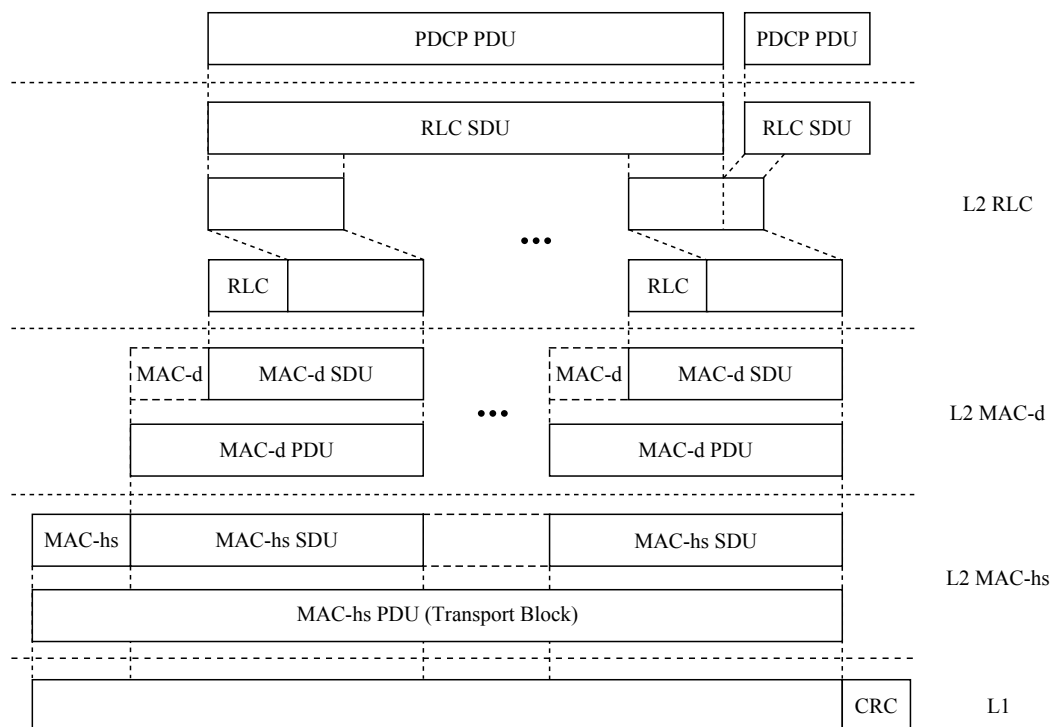 PDCP PDU PDCP PDU
RLC SDU RLC SDU
L2 RLC
RLC RLC
MAC-d MAC-d SDU MAC-d MAC-d SDU
L2 MAC-d
MAC-d PDU MAC-d PDU
MAC-hs MAC-hs SDU MAC-hs SDU
L2 MAC-hs
MAC-hs PDU (Transport Block)
CRC L1